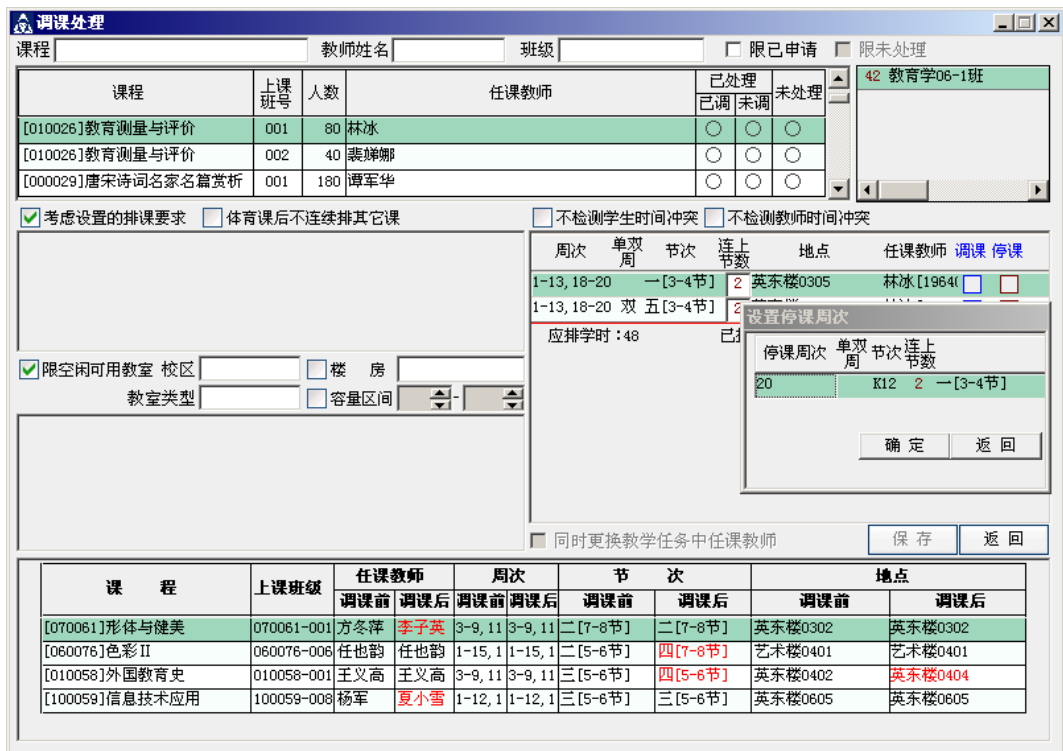 调课处理
课程 教师姓名 班级 限已申请 限未处理
课程 上课班号 人数 任课教师 已处理 未处理
已调 未调
42 教育学06-1班
[010026]教育测量与评价 001 80 林冰
[010026]教育测量与评价 002 40 裴娣娜
[000029]唐宋诗词名家名篇赏析 001 180 谭军华
考虑设置的排课要求 体育课后不连续排其它课 不检测学生时间冲突 不检测教师时间冲突
周次 单双周 节次 连上节数 地点 任课教师 调课 停课
1-13,18-20 一[3-4节] 2 英东楼0305 林冰[1964
1-13,18-20 双 五[3-4节] 2
应排学时:48
设置停课周次
停课周次 单双周 节次 连上节数
20 K12 2 一[3-4节]
确 定 返 回
限空闲可用教室 校区 楼 房
教室类型 容量区间 -
同时更换教学任务中任课教师 保 存 返 回
课 程 上课班级 任课教师 周次 节 次 地点
调课前 调课后 调课前 调课后 调课前 调课后 调课前 调课后
[070061]形体与健美 070061-001 方冬萍 李子英 3-9,11 3-9,11 二[7-8节] 二[7-8节] 英东楼0302 英东楼0302
[060076]色彩II 060076-006 任也韵 任也韵 1-15,1 1-15,1 二[5-6节] 四[7-8节] 艺术楼0401 艺术楼0401
[010058]外国教育史 010058-001 王义高 王义高 3-9,11 3-9,11 三[5-6节] 四[5-6节] 英东楼0402 英东楼0404
[100059]信息技术应用 100059-008 杨军 夏小雪 1-12,1 1-12,1 三[5-6节] 三[5-6节] 英东楼0605 英东楼0605